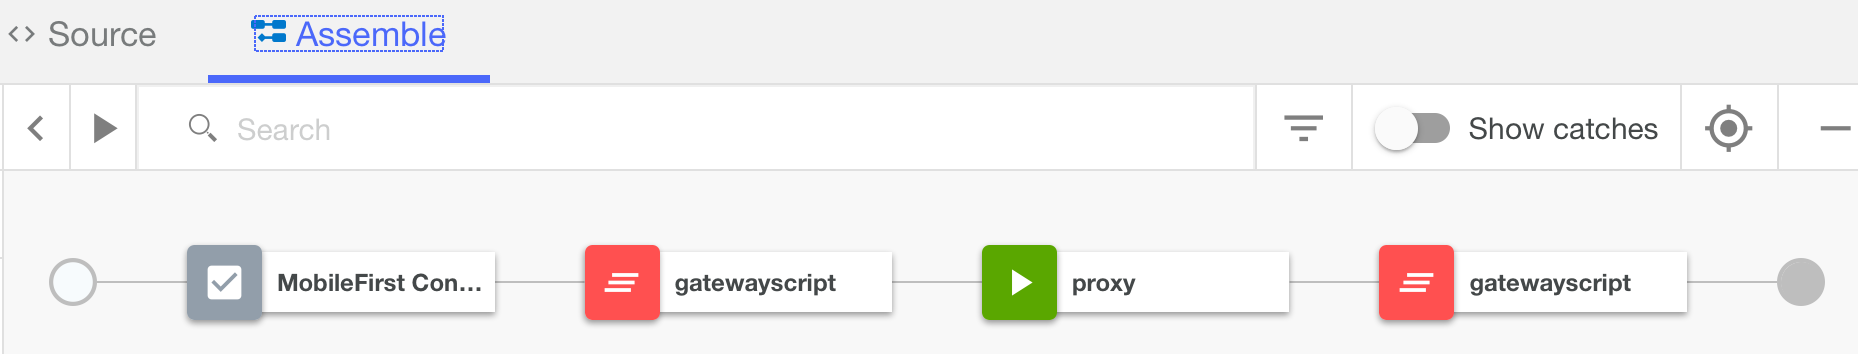 Source
Assemble
Search
Show catches
MobileFirst Con...
gatewayscript
proxy
gatewayscript